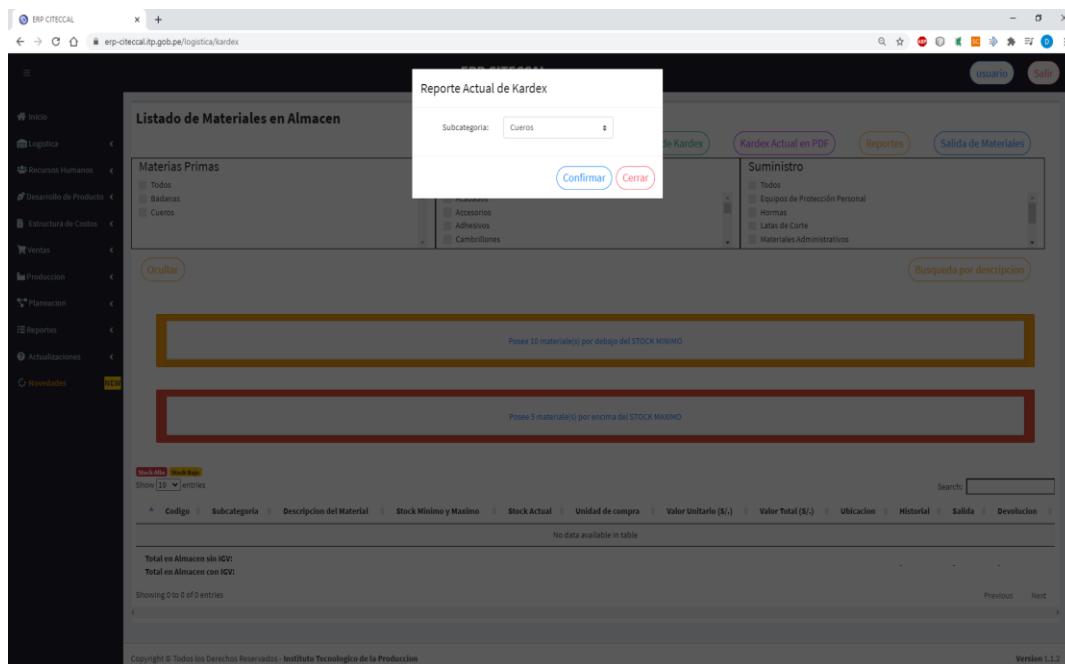 ERP CITECCAL
erp-citeccal.itp.gob.pe/logistica/kardex
ERP CITECCAL
usuario
Salir
Reporte Actual de Kardex
Subcategoria:
Cueros
Confirmar
Cerrar
Inicio
Logistica
Recursos Humanos
Desarrollo de Producto
Estructura de Costos
Ventas
Produccion
Planeacion
Reportes
Actualizaciones
Novedades
NEW
Listado de Materiales en Almacen
de Kardex
Kardex Actual en PDF
Reportes
Salida de Materiales
Materias Primas
Todos
Badanas
Cueros
Acabados
Accesorios
Adhesivos
Cambrillones
Suministro
Todos
Equipos de Protección Personal
Hormas
Latas de Corte
Materiales Administrativos
Ocultar
Busqueda por descripcion
Posee 10 materiale(s) por debajo del STOCK MINIMO
Posee 5 materiale(s) por encima del STOCK MAXIMO
Stock Alto Stock Bajo
Show 10 entries
Search:
Codigo Subcategoria Descripcion del Material Stock Minimo y Maximo Stock Actual Unidad de compra Valor Unitario (S/.) Valor Total (S/.) Ubicacion Historial Salida Devolucion
No data available in table
Total en Almacen sin IGV:
Total en Almacen con IGV:
- - -
Showing 0 to 0 of 0 entries
Previous Next
Copyright © Todos los Derechos Reservados - Instituto Tecnologico de la Produccion
Version 1.1.2